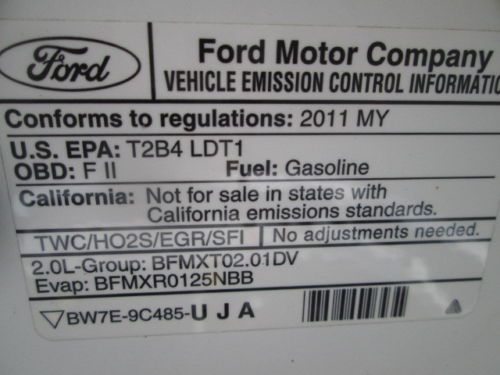 Ford
Ford Motor Company
VEHICLE EMISSION CONTROL INFORMATIO
Conforms to regulations: 2011 MY
U.S. EPA: T2B4 LDT1
OBD: F II Fuel: Gasoline
California: Not for sale in states with
California emissions standards.
TWC/HO2S/EGR/SFI No adjustments needed.
2.0L-Group: BFMXT02.01DV
Evap: BFMXR0125NBB
BW7E-9C485-U J A